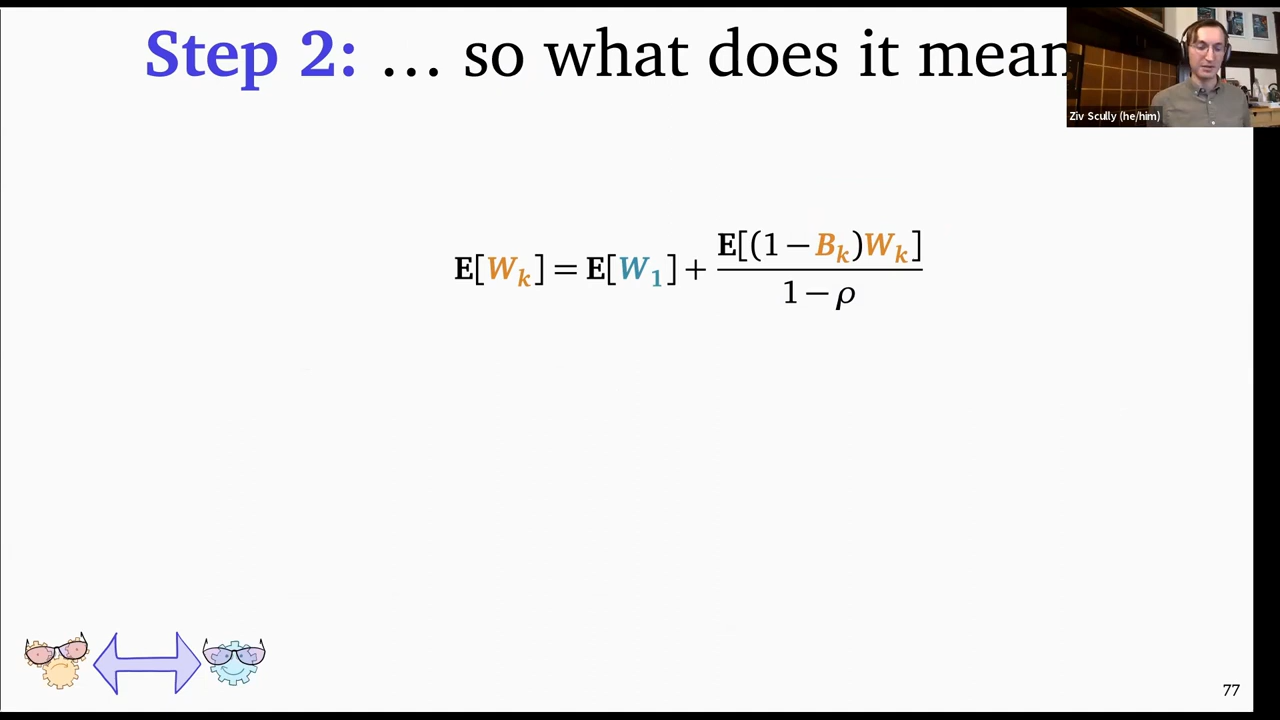 Step 2: … so what does it mean
Ziv Scully (he/him)
E[W_k] = E[W_1] + E[(1 − B_k)W_k] / (1 − ρ)
77